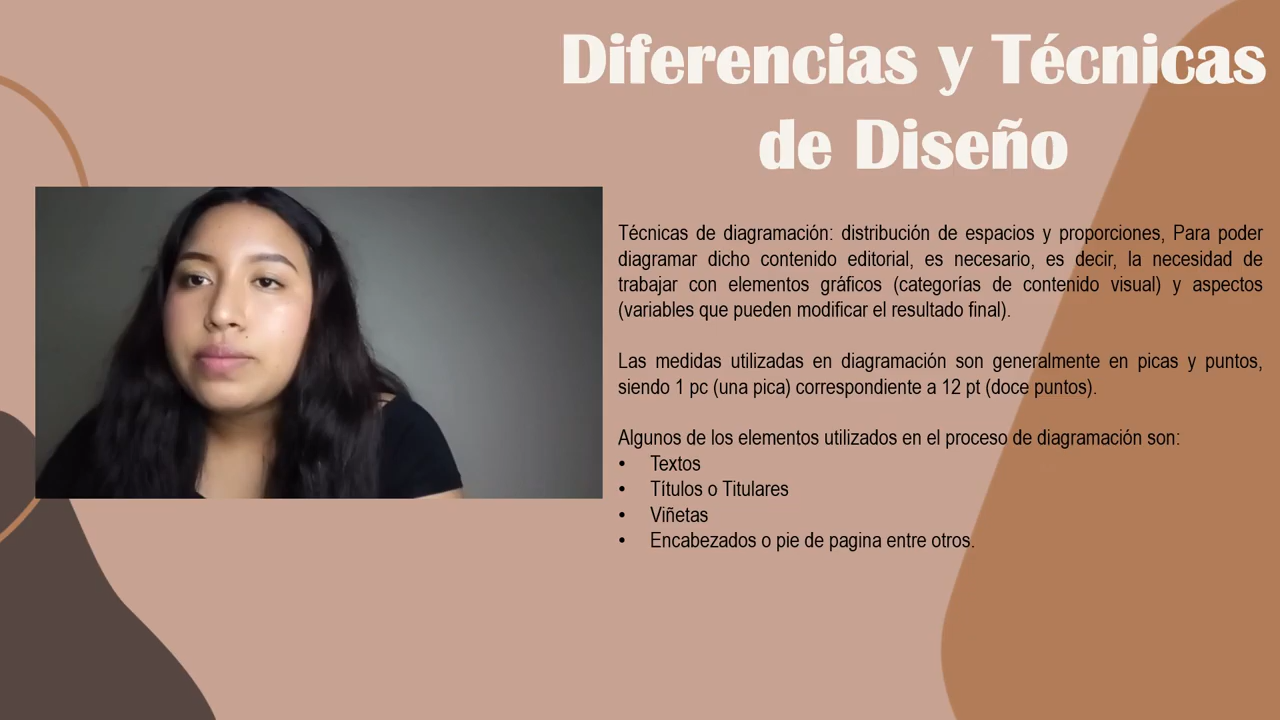 Diferencias y Técnicas
de Diseño
Técnicas de diagramación: distribución de espacios y proporciones, Para poder
diagramar dicho contenido editorial, es necesario, es decir, la necesidad de
trabajar con elementos gráficos (categorías de contenido visual) y aspectos
(variables que pueden modificar el resultado final).
Las medidas utilizadas en diagramación son generalmente en picas y puntos,
siendo 1 pc (una pica) correspondiente a 12 pt (doce puntos).
Algunos de los elementos utilizados en el proceso de diagramación son:
• Textos
• Títulos o Titulares
• Viñetas
• Encabezados o pie de pagina entre otros.